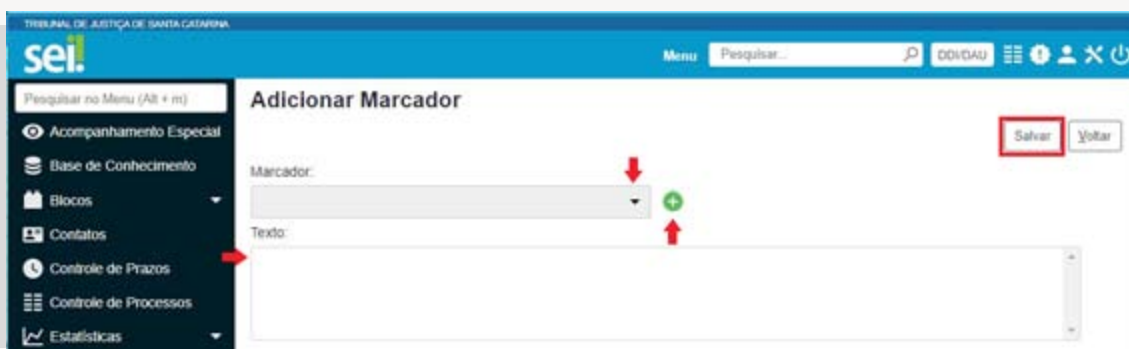 TRIBUNAL DE JUSTIÇA DE SANTA CATARINA
sei!
Menu
Pesquisar...
DDI/DAU
Pesquisar no Menu (Alt + m)
Adicionar Marcador
Salvar
Voltar
Acompanhamento Especial
Base de Conhecimento
Marcador:
Blocos
Contatos
Texto:
Controle de Prazos
Controle de Processos
Estatísticas